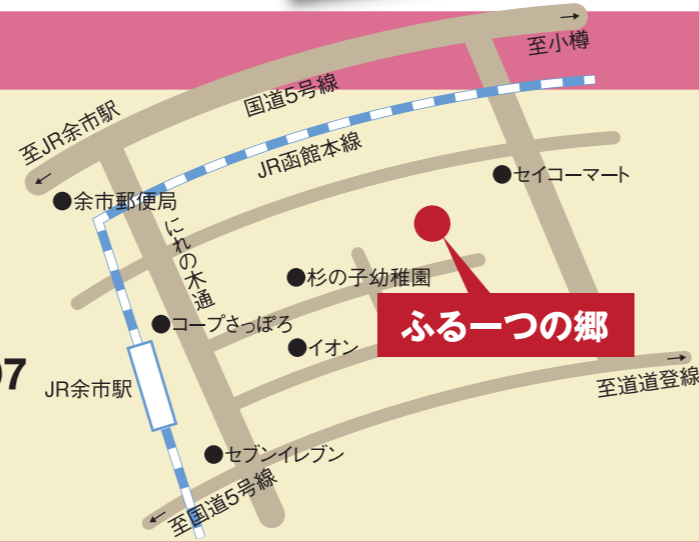 →
至小樽
国道5号線
至JR余市駅
←
JR函館本線
セイコーマート
●余市郵便局
にれの木通
●杉の子幼稚園
ふるーつの郷
●コープさっぽろ
●イオン
07
JR余市駅
→
至道道登線
●セブンイレブン
至国道5号線
←